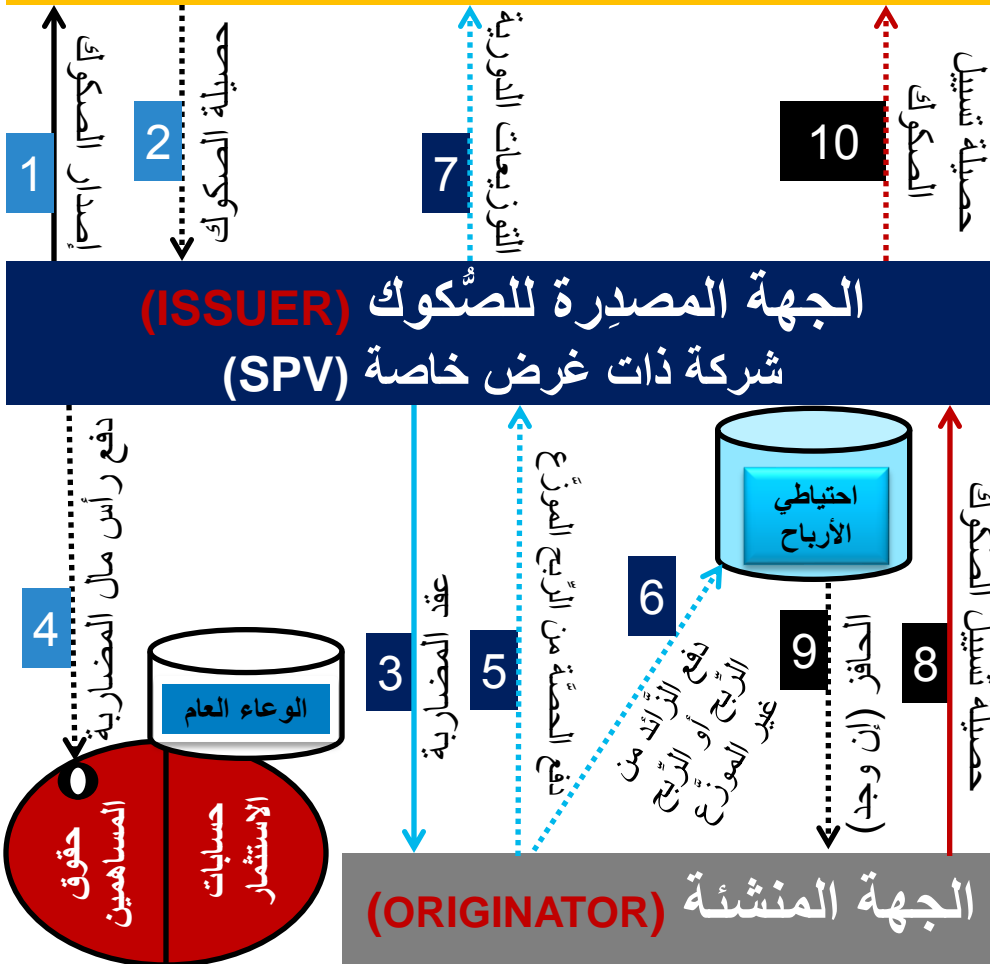 1
إصدار الصكوك
2
حصيلة الصكوك
7
التوزيعات الدورية
10
حصيلة تسييل
الصكوك
الجهة المصدِرة للصُّكوك (ISSUER)
شركة ذات غرض خاصة (SPV)
4
دفع رأس مال المضاربة
3
عقد المضاربة
5
دفع الحصّة من الرّبح الموزّع
6
دفع الزّائد من
الرّبح أو الرّبح
غير الموزّع
احتياطي
الأرباح
9
الحافز (إن وجد)
8
حصيلة تسييل الصكوك
الوعاء العام
حقوق
المساهمين
حسابات
الاستثمار
الجهة المنشئة (ORIGINATOR)